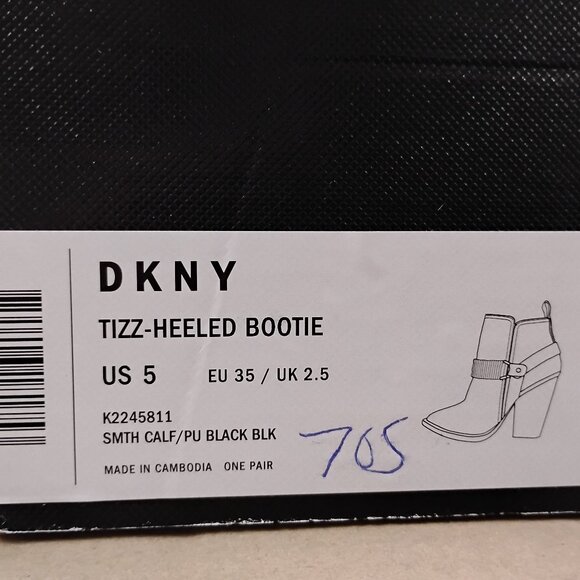 DKNY
TIZZ-HEELED BOOTIE
US 5 EU 35 / UK 2.5
K2245811
SMTH CALF/PU BLACK BLK
705
MADE IN CAMBODIA ONE PAIR